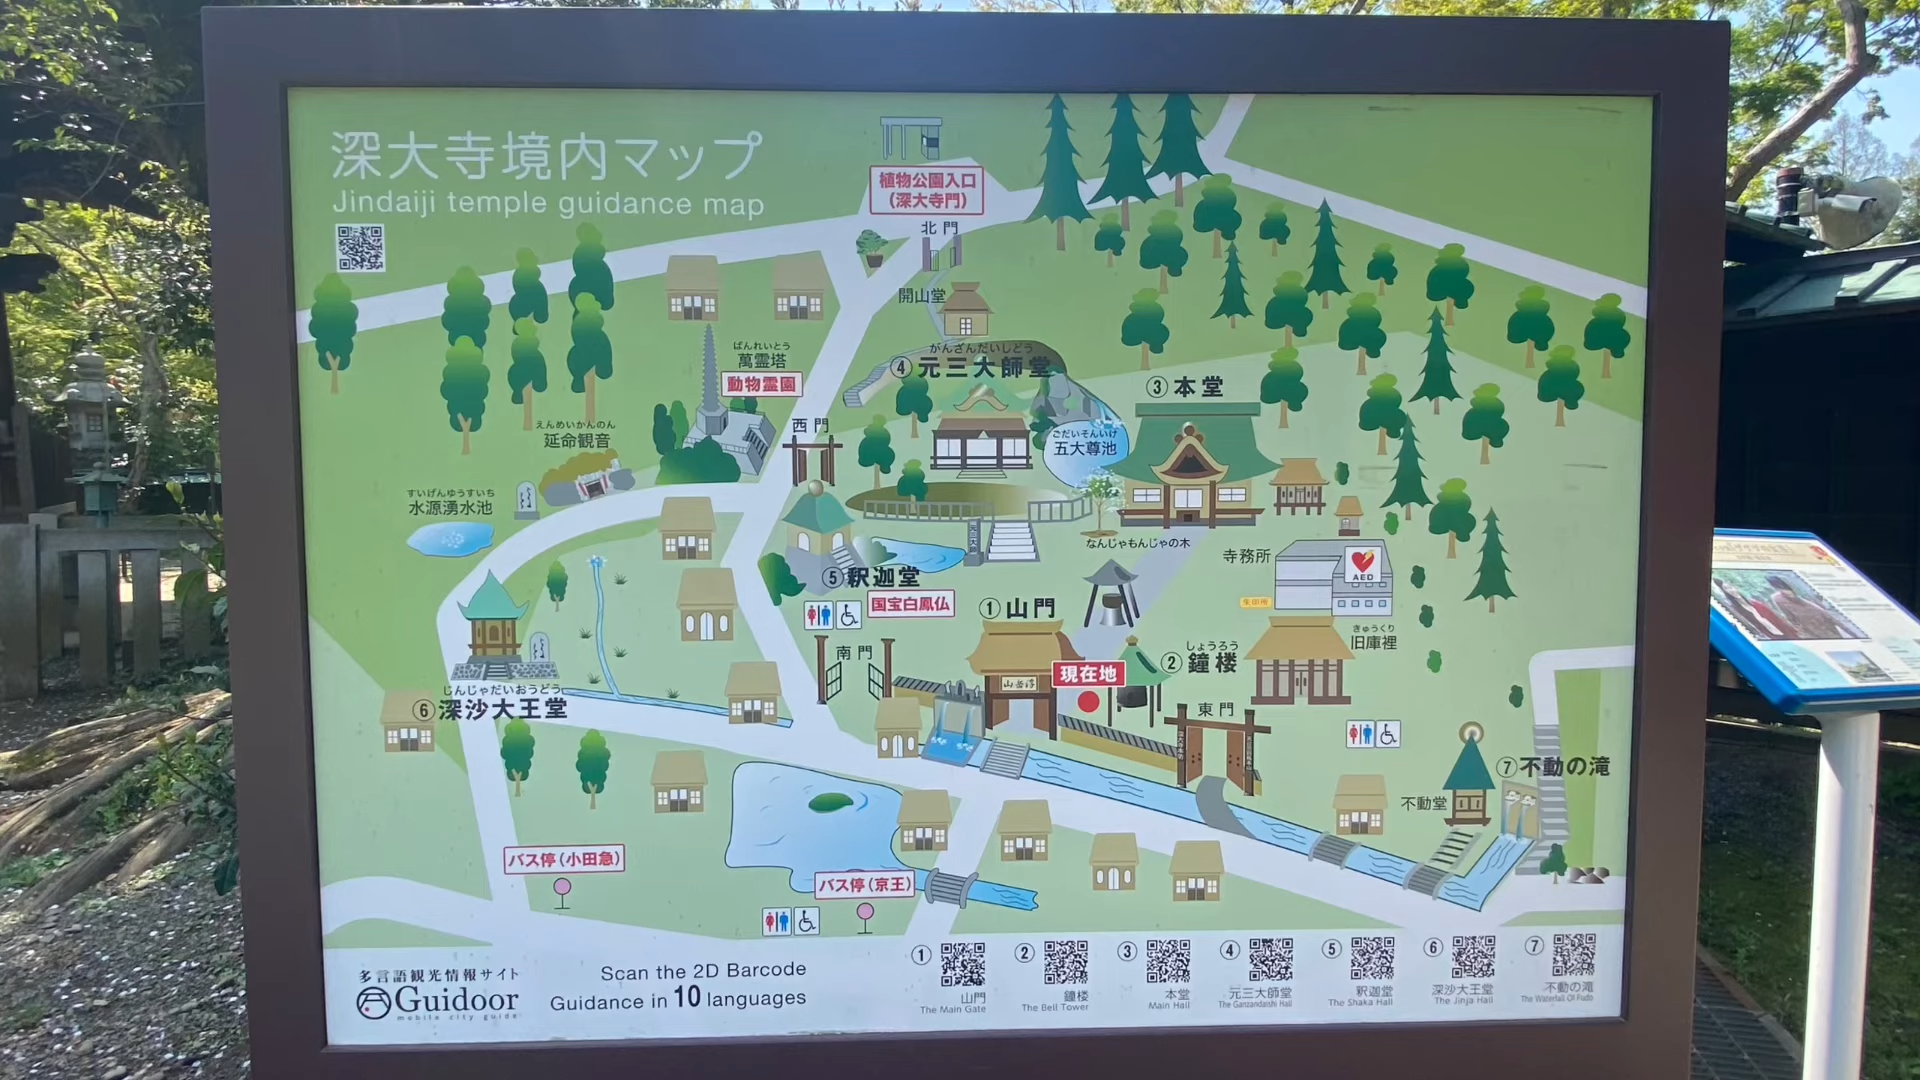 深大寺境内マップ
Jindaiji temple guidance map
植物公園入口
(深大寺門)
北門
開山堂
ばんれいとう
萬霊塔
動物霊園
がんざんだいしどう
④元三大師堂
③本堂
えんめいかんのん
延命観音
西門
ごだいそんいけ
五大尊池
すいげんゆうすいち
水源湧水池
なんじゃもんじゃの木
寺務所
AED
⑤釈迦堂
国宝白鳳仏
①山門
きゅうくり
旧庫裡
南門
現在地
しょうろう
②鐘楼
じんじゃだいおうどう
⑥深沙大王堂
東門
⑦不動の滝
不動堂
バス停(小田急)
バス停(京王)
多言語観光情報サイト
Guidoor
mobile city guide
Scan the 2D Barcode
Guidance in 10 languages
① 山門
The Main Gate
② 鐘楼
The Bell Tower
③ 本堂
Main Hall
④ 元三大師堂
The Ganzandaishi Hall
⑤ 釈迦堂
The Shaka Hall
⑥ 深沙大王堂
The Jinja Hall
⑦ 不動の滝
The Waterfall Of Fudo